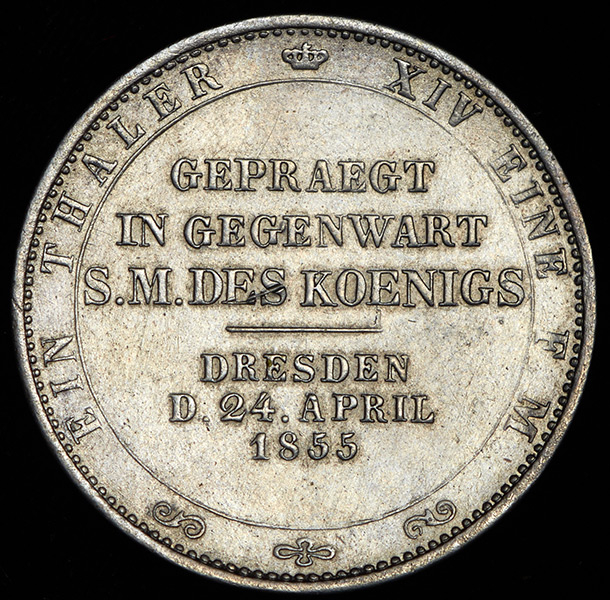 EIN THALER XIV EINE F M
GEPRAEGT
IN GEGENWART
S.M.DES KOENIGS
DRESDEN
D. 24. APRIL
1855